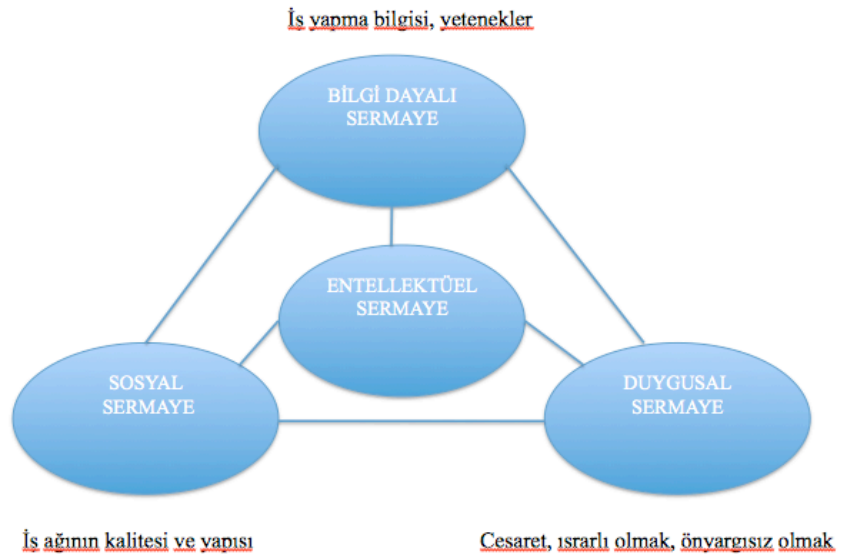 İş yapma bilgisi, yetenekler
BİLGİ DAYALI
SERMAYE
ENTELLEKTÜEL
SERMAYE
SOSYAL
SERMAYE
DUYGUSAL
SERMAYE
İş ağının kalitesi ve yapısı
Cesaret, ısrarlı olmak, önyargısız olmak